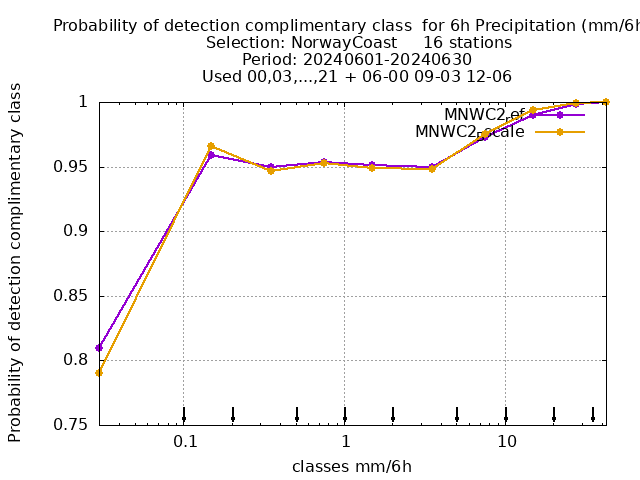 Probability of detection complimentary class  for 6h Precipitation (mm/6h
Selection: NorwayCoast     16 stations
Period: 20240601-20240630
Used 00,03,...,21 + 06-00 09-03 12-06
Probability of detection complimentary class
1
0.95
0.9
0.85
0.8
0.75
0.1
1
10
classes mm/6h